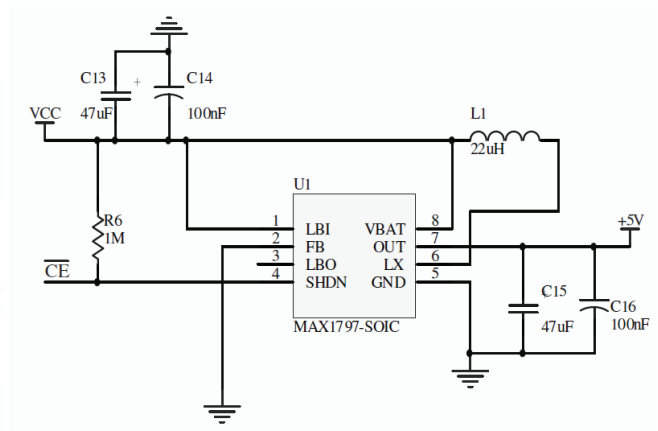 C13
+
C14
VCC
47uF
100nF
L1
22uH
U1
+5V
R6
1M
1
LBI
VBAT
8
2
FB
OUT
7
3
LBO
LX
6
CE
4
SHDN
GND
5
C15
C16
MAX1797-SOIC
47uF
100nF